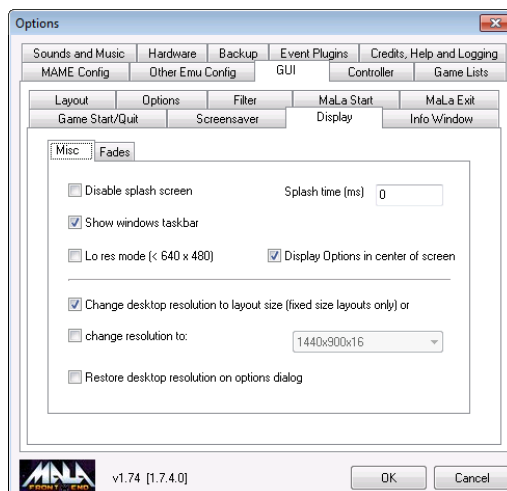 Options
Sounds and Music Hardware Backup Event Plugins Credits, Help and Logging
MAME Config Other Emu Config GUI Controller Game Lists
Layout Options Filter MaLa Start MaLa Exit
Game Start/Quit Screensaver Display Info Window
Misc Fades
Disable splash screen Splash time (ms) 0
Show windows taskbar
Lo res mode (< 640 x 480) Display Options in center of screen
Change desktop resolution to layout size (fixed size layouts only) or
change resolution to: 1440x900x16
Restore desktop resolution on options dialog
MALA
FRONT END
v1.74 [1.7.4.0] OK Cancel